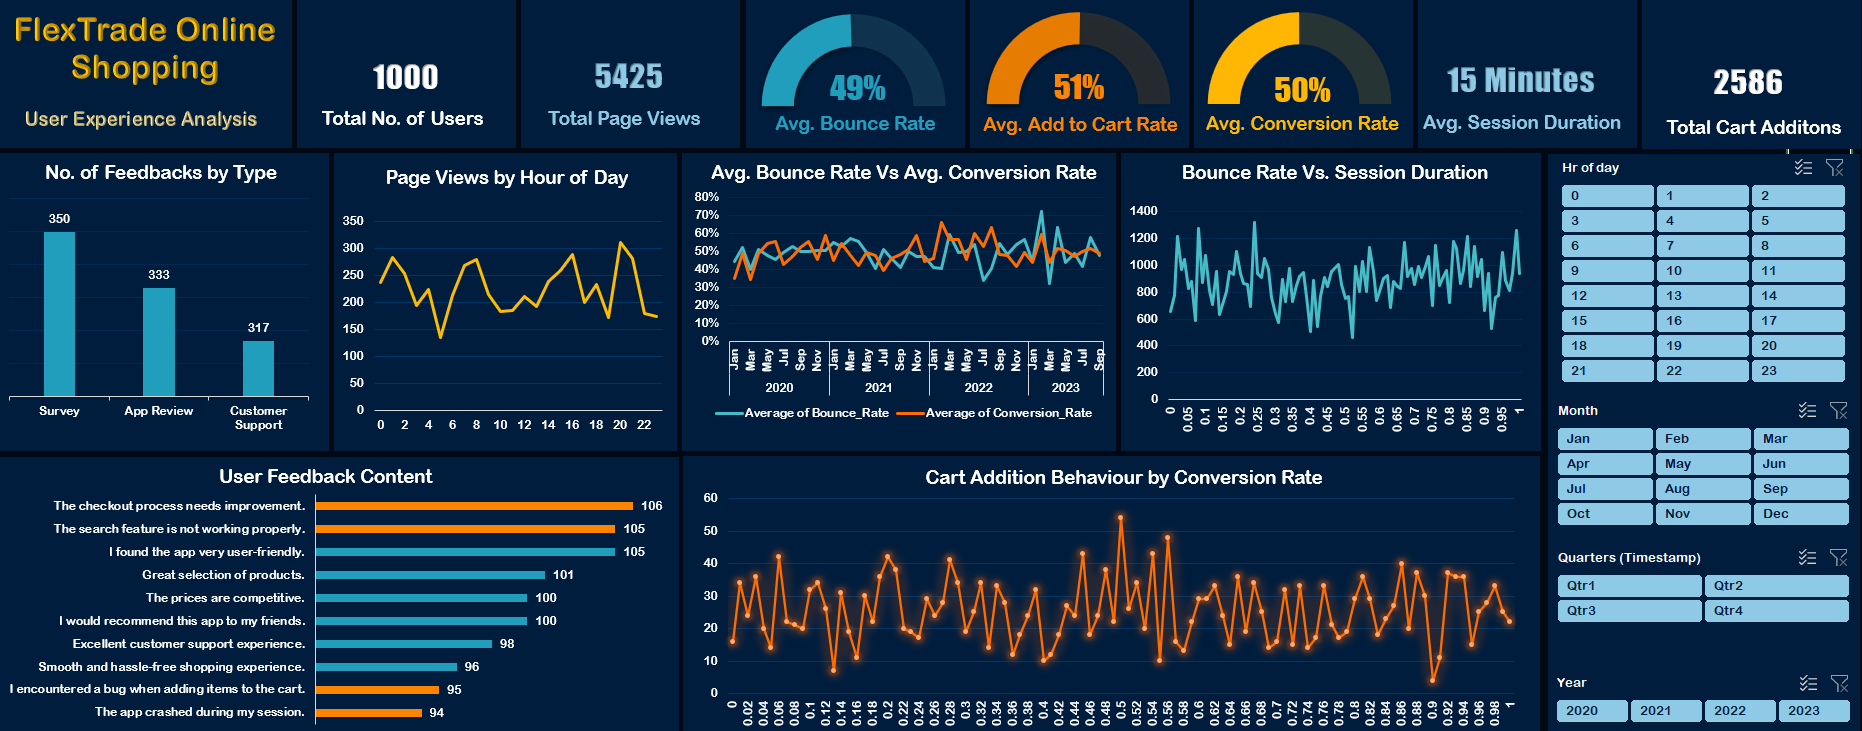 FlexTrade Online
Shopping
User Experience Analysis
1000
Total No. of Users
5425
Total Page Views
49%
Avg. Bounce Rate
51%
Avg. Add to Cart Rate
50%
Avg. Conversion Rate
15 Minutes
Avg. Session Duration
2586
Total Cart Additons
No. of Feedbacks by Type
350
333
317
Survey
App Review
Customer
Support
Page Views by Hour of Day
350
300
250
200
150
100
50
0
0 2 4 6 8 10 12 14 16 18 20 22
Avg. Bounce Rate Vs Avg. Conversion Rate
80%
70%
60%
50%
40%
30%
20%
10%
0%
Jan Mar May Jul Sep Nov Jan Mar May Jul Sep Nov Jan Mar May Jul Sep Nov Jan Mar May Jul Sep
2020 2021 2022 2023
Average of Bounce_Rate Average of Conversion_Rate
Bounce Rate Vs. Session Duration
1400
1200
1000
800
600
400
200
0
0 0.05 0.1 0.15 0.2 0.25 0.3 0.35 0.4 0.45 0.5 0.55 0.6 0.65 0.7 0.75 0.8 0.85 0.9 0.95 1
Hr of day
0 1 2
3 4 5
6 7 8
9 10 11
12 13 14
15 16 17
18 19 20
21 22 23
Month
Jan Feb Mar
Apr May Jun
Jul Aug Sep
Oct Nov Dec
Quarters (Timestamp)
Qtr1 Qtr2
Qtr3 Qtr4
Year
2020 2021 2022 2023
User Feedback Content
The checkout process needs improvement. 106
The search feature is not working properly. 105
I found the app very user-friendly. 105
Great selection of products. 101
The prices are competitive. 100
I would recommend this app to my friends. 100
Excellent customer support experience. 98
Smooth and hassle-free shopping experience. 96
I encountered a bug when adding items to the cart. 95
The app crashed during my session. 94
Cart Addition Behaviour by Conversion Rate
60
50
40
30
20
10
0
0 0.02 0.04 0.06 0.08 0.1 0.12 0.14 0.16 0.18 0.2 0.22 0.24 0.26 0.28 0.3 0.32 0.34 0.36 0.38 0.4 0.42 0.44 0.46 0.48 0.5 0.52 0.54 0.56 0.58 0.6 0.62 0.64 0.66 0.68 0.7 0.72 0.74 0.76 0.78 0.8 0.82 0.84 0.86 0.88 0.9 0.92 0.94 0.96 0.98 1